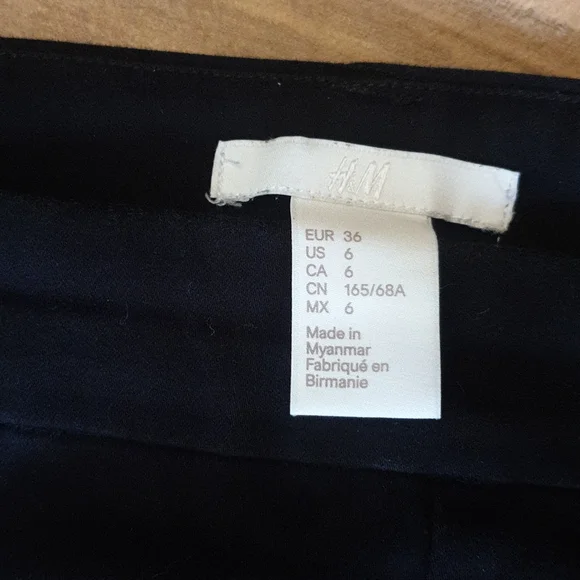 H&M
EUR 36
US 6
CA 6
CN 165/68A
MX 6
Made in
Myanmar
Fabriqué en
Birmanie